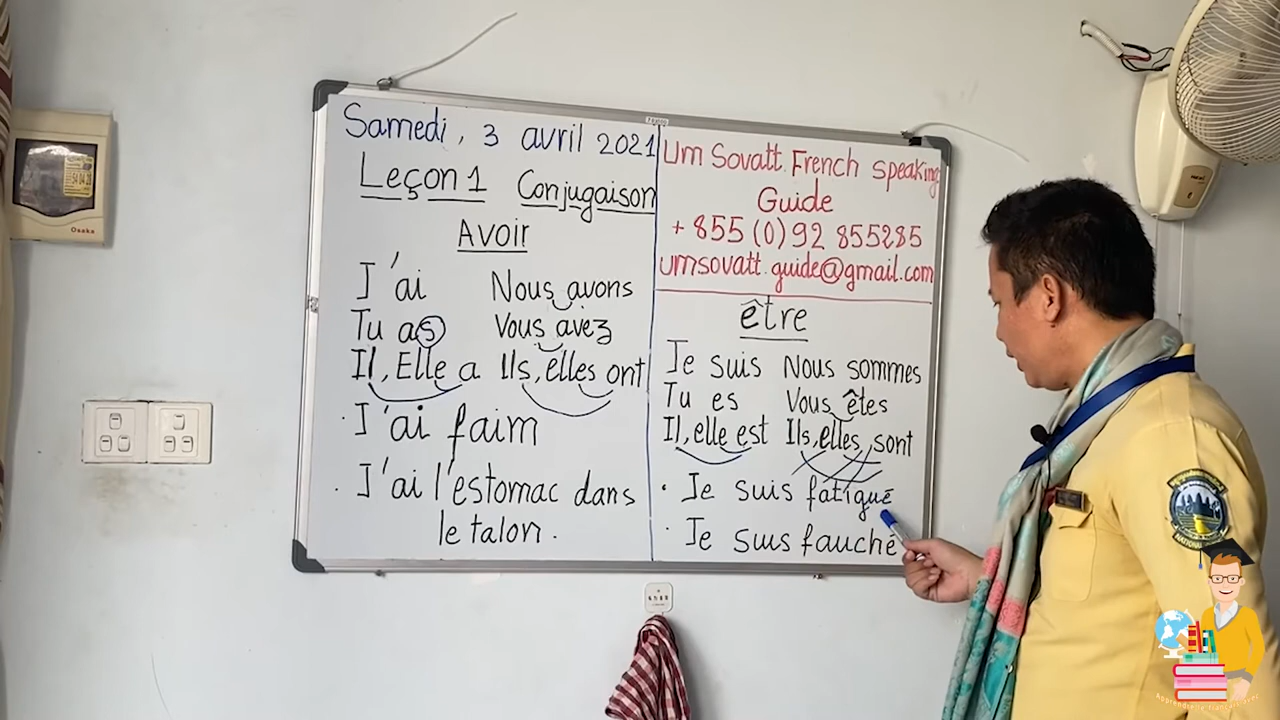 Samedi, 3 avril 2021
Leçon 1 Conjugaison
Avoir
J'ai Nous avons
Tu as Vous avez
Il, Elle a Ils, elles ont
J'ai faim
J'ai l'estomac dans
le talon.
Um Sovatt. French speaking
Guide
+ 855 (0) 92 855285
umsovatt.guide@gmail.com
être
Je suis Nous sommes
Tu es Vous êtes
Il, elle est Ils, elles, sont
Je suis fatigué
Je suis fauché
Osaka